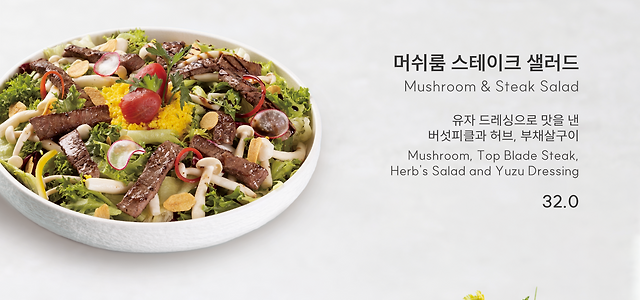 머쉬룸 스테이크 샐러드
Mushroom & Steak Salad
유자 드레싱으로 맛을 낸
버섯피클과 허브, 부채살구이
Mushroom, Top Blade Steak,
Herb's Salad and Yuzu Dressing
32.0